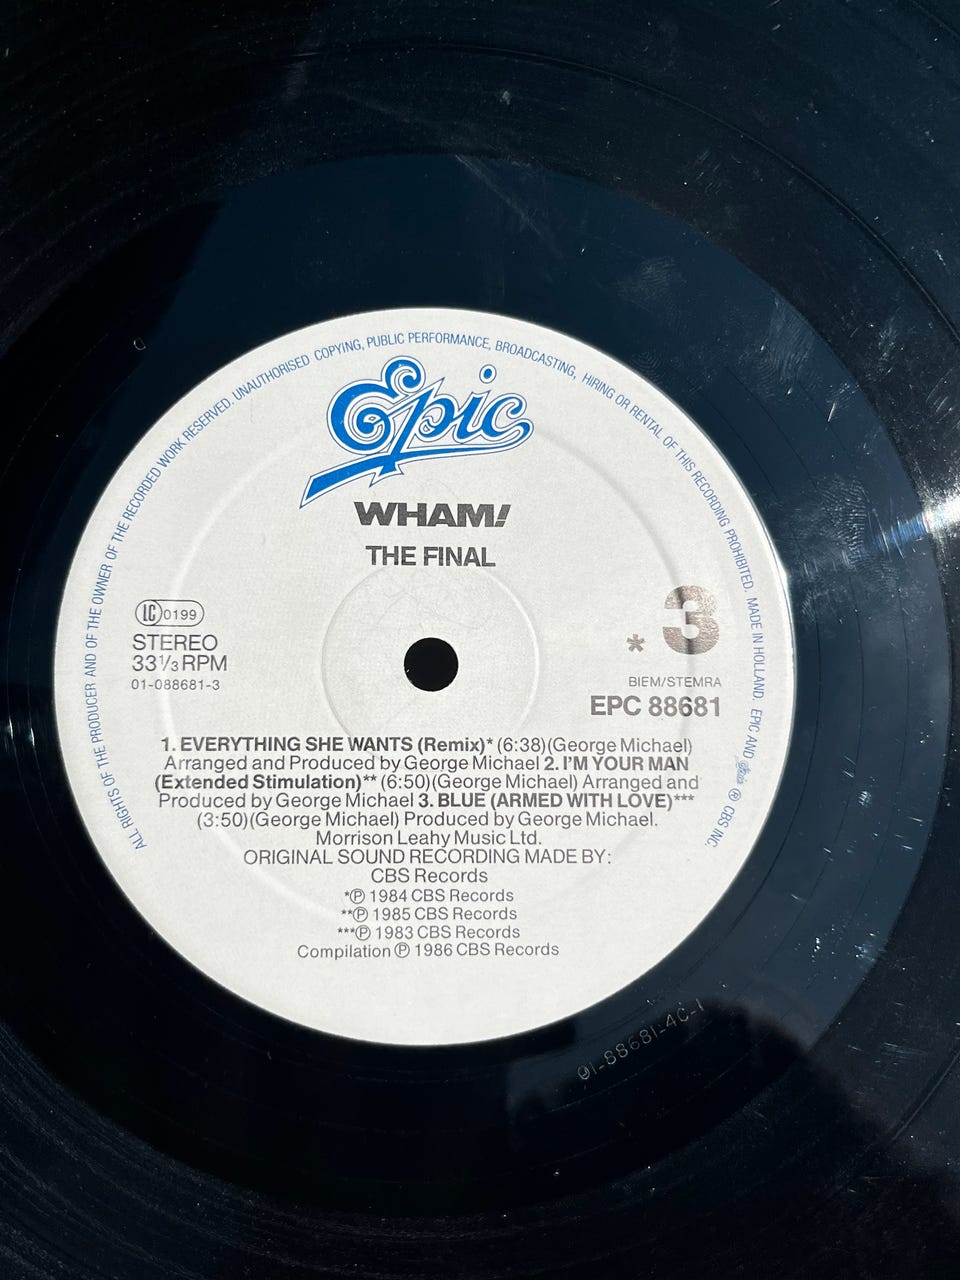 ALL RIGHTS OF THE PRODUCER AND OF THE OWNER OF THE RECORDED WORK RESERVED. UNAUTHORISED COPYING, PUBLIC PERFORMANCE, BROADCASTING, HIRING OR RENTAL OF THIS RECORDING PROHIBITED. MADE IN HOLLAND. EPIC AND Epic ® CBS INC.
Epic
WHAM!
THE FINAL
LC 0199
STEREO
33⅓ RPM
01-088681-3
* 3
BIEM/STEMRA
EPC 88681
1. EVERYTHING SHE WANTS (Remix)* (6:38)(George Michael)
Arranged and Produced by George Michael 2. I'M YOUR MAN
(Extended Stimulation)** (6:50)(George Michael) Arranged and
Produced by George Michael 3. BLUE (ARMED WITH LOVE)***
(3:50)(George Michael) Produced by George Michael.
Morrison Leahy Music Ltd.
ORIGINAL SOUND RECORDING MADE BY:
CBS Records
*℗ 1984 CBS Records
**℗ 1985 CBS Records
***℗ 1983 CBS Records
Compilation ℗ 1986 CBS Records
01-88681-4C-1